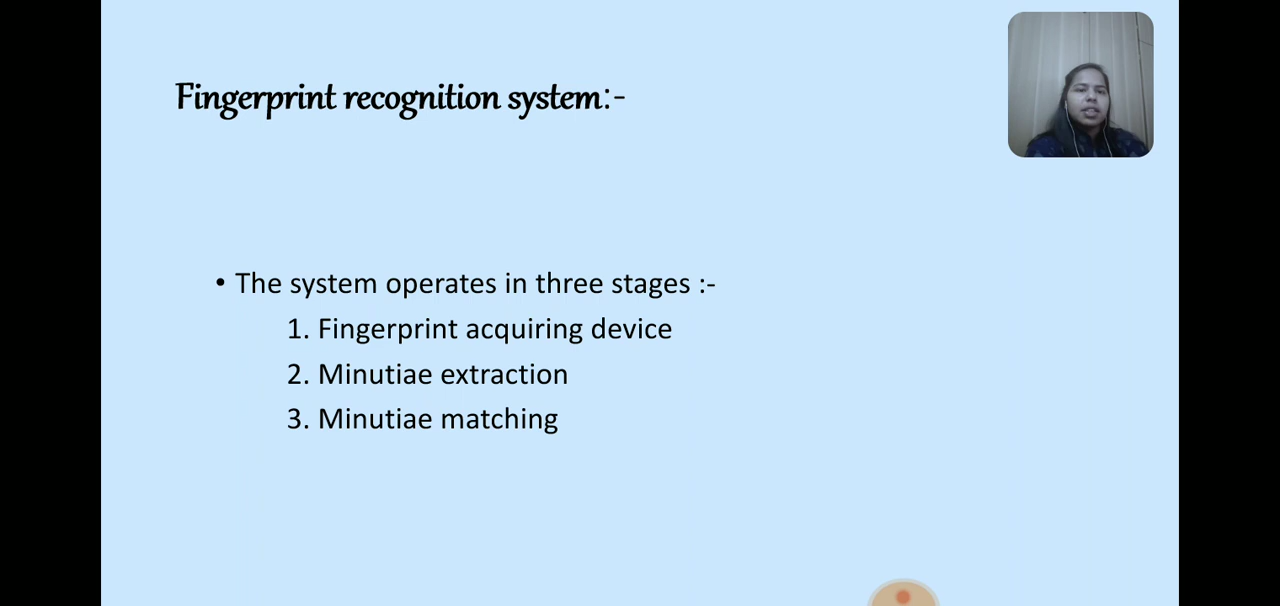 Fingerprint recognition system:-
• The system operates in three stages :-
1. Fingerprint acquiring device
2. Minutiae extraction
3. Minutiae matching